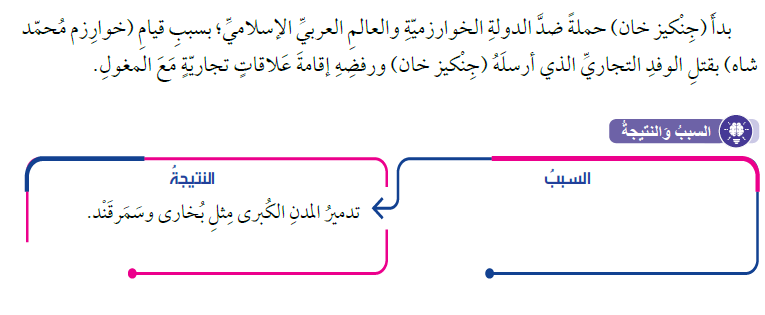 بدأَ (جِنْكيز خان) حملةً ضدَّ الدولةِ الخوارزميّةِ والعالمِ العربيِّ الإسلاميِّ؛ بسببِ قيامِ (خوارِزم مُحمّد
شاه) بقتلِ الوفدِ التجاريِّ الذي أرسلَهُ (جِنْكيز خان) ورفضِهِ إقامةَ عَلاقاتٍ تجاريّةٍ مَعَ المغولِ.
السببُ وَالنتيجةُ
السببُ
النتيجةُ
تدميرُ المدنِ الكُبرى مِثلِ بُخارى وسَمَرقَنْد.